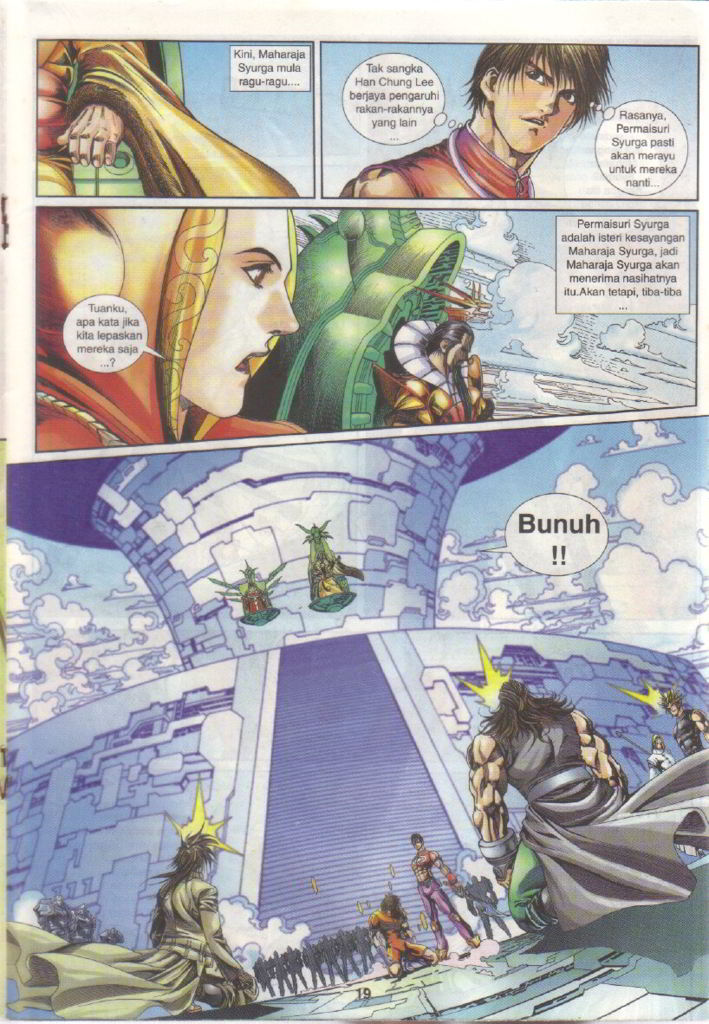 Kini, Maharaja
Syurga mula
ragu-ragu....
Tak sangka
Han Chung Lee
berjaya pengaruhi
rakan-rakannya
yang lain
...
Rasanya,
Permaisuri
Syurga pasti
akan merayu
untuk mereka
nanti...
Tuanku,
apa kata jika
kita lepaskan
mereka saja
...?
Permaisuri Syurga
adalah isteri kesayangan
Maharaja Syurga, jadi
Maharaja Syurga akan
menerima nasihatnya
itu.Akan tetapi, tiba-tiba
...
Bunuh
!!
19